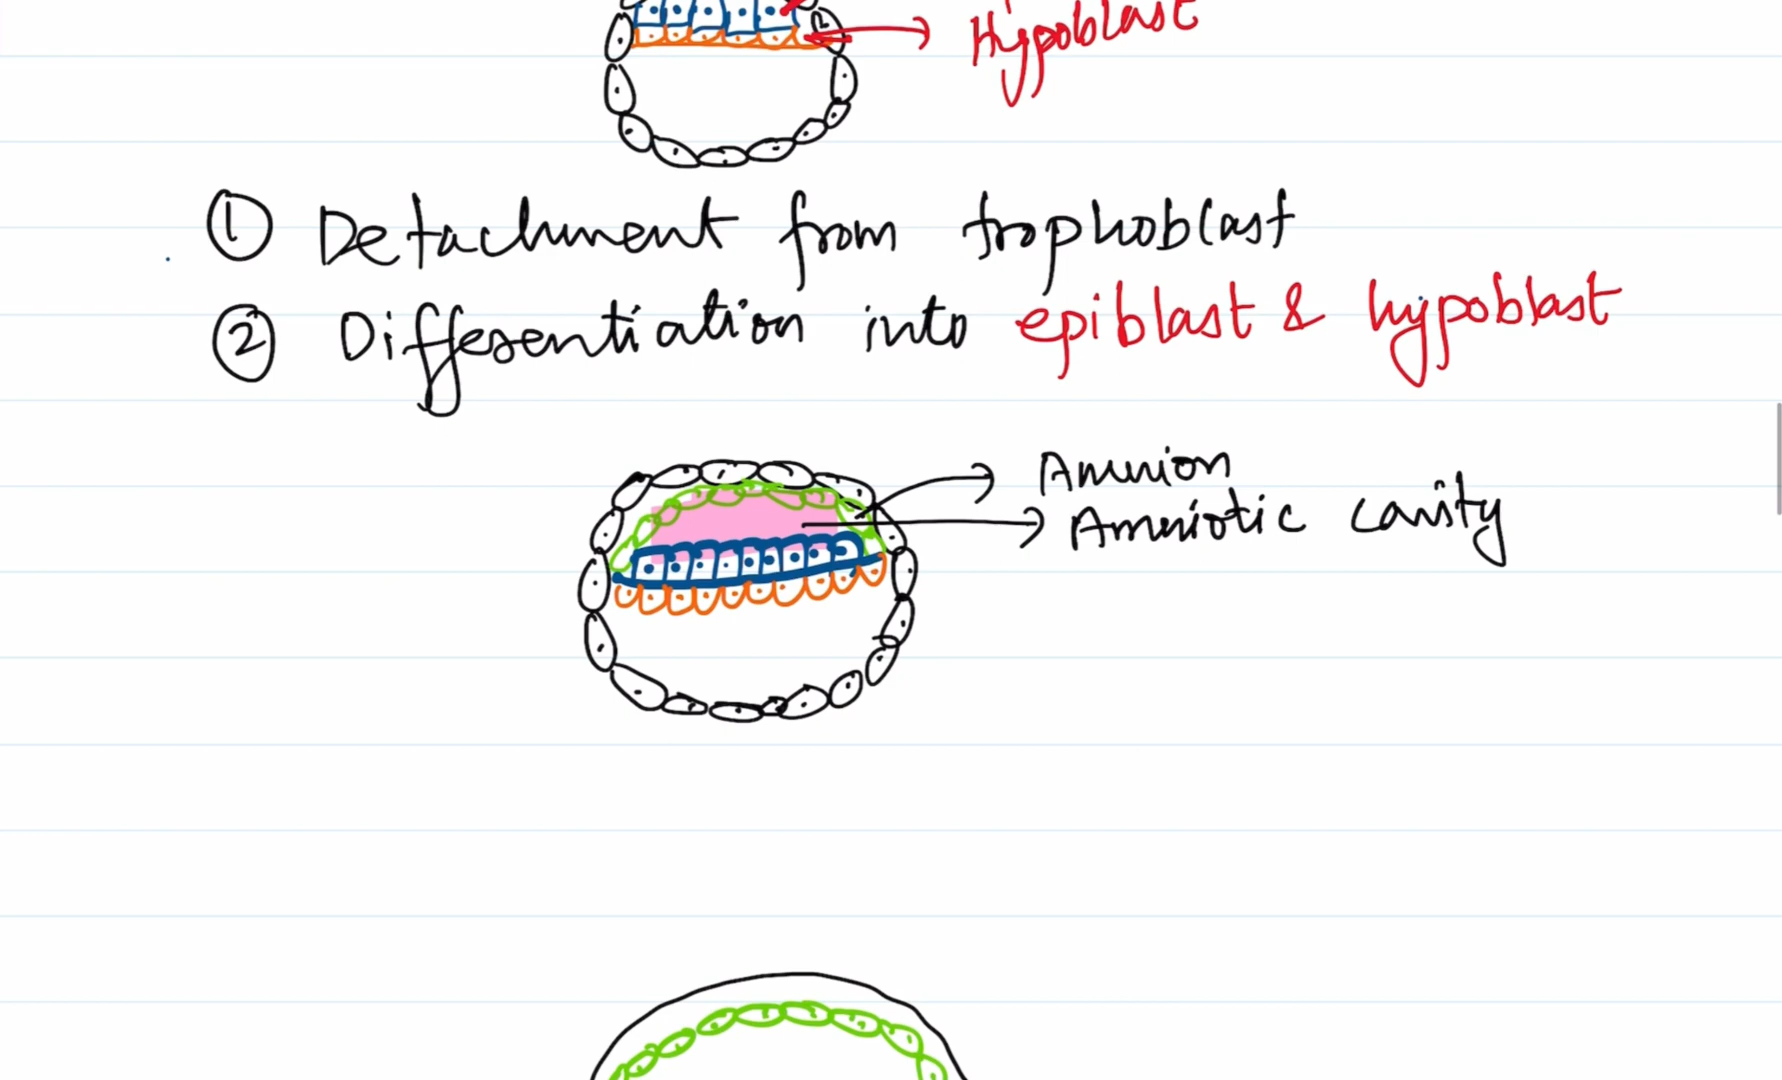 Hypoblast
① Detachment from trophoblast
② Differentiation into epiblast & hypoblast
Amnion
Amniotic cavity